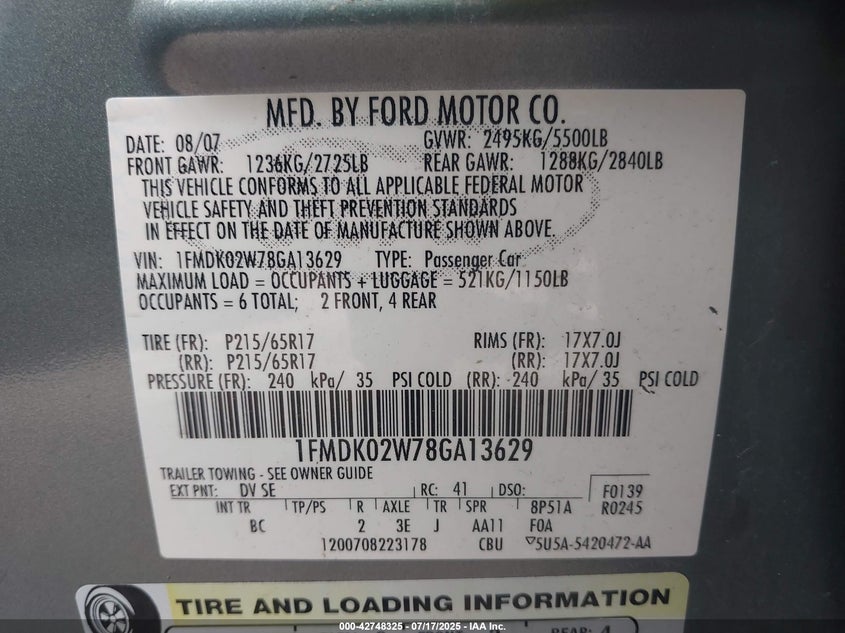 MFD. BY FORD MOTOR CO.
DATE: 08/07 GVWR: 2495KG/5500LB
FRONT GAWR: 1236KG/2725LB REAR GAWR: 1288KG/2840LB
THIS VEHICLE CONFORMS TO ALL APPLICABLE FEDERAL MOTOR
VEHICLE SAFETY AND THEFT PREVENTION STANDARDS
IN EFFECT ON THE DATE OF MANUFACTURE SHOWN ABOVE.
VIN: 1FMDK02W78GA13629 TYPE: Passenger Car
MAXIMUM LOAD = OCCUPANTS + LUGGAGE = 521KG/1150LB
OCCUPANTS = 6 TOTAL; 2 FRONT, 4 REAR
TIRE (FR): P215/65R17 RIMS (FR): 17X7.0J
(RR): P215/65R17 (RR): 17X7.0J
PRESSURE (FR): 240 kPa/ 35 PSI COLD (RR): 240 kPa/ 35 PSI COLD
1FMDK02W78GA13629
TRAILER TOWING - SEE OWNER GUIDE
EXT PNT: DV SE RC: 41 DSO: F0139
INT TR TP/PS R AXLE TR SPR 8P51A R0245
BC 2 3E J AA11 F0A
1200708223178 CBU 5U5A-5420472-AA
TIRE AND LOADING INFORMATION
REAR: 4
000-42748325 - 07/17/2025 - IAA Inc.